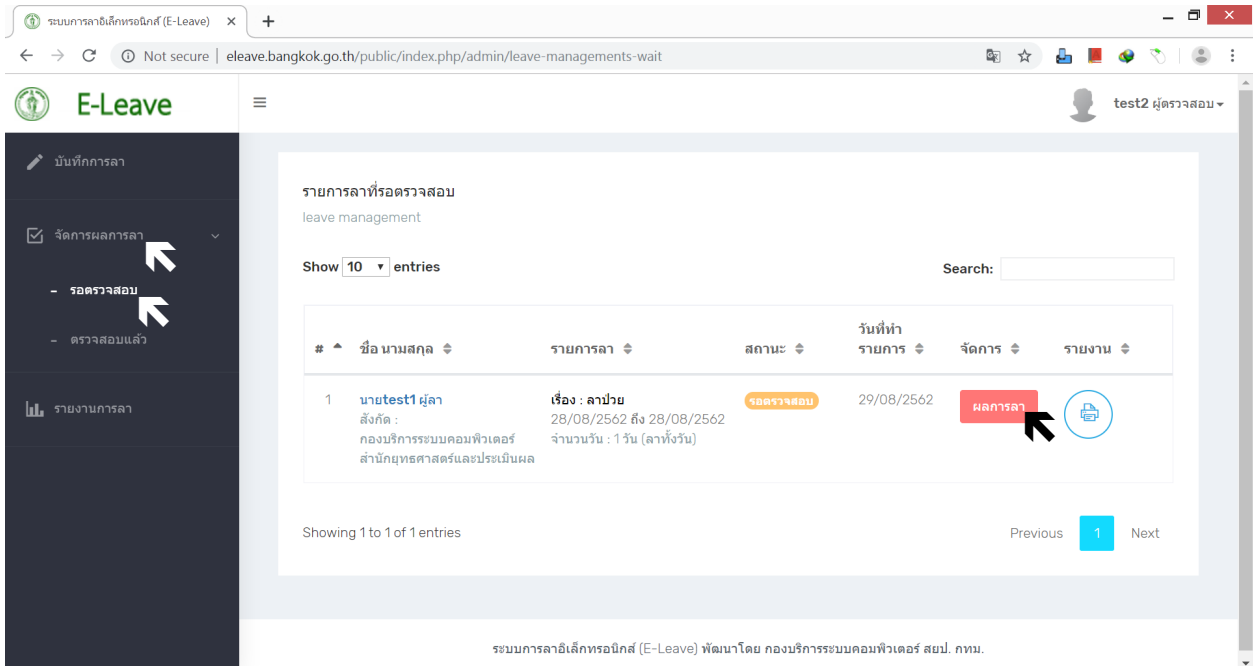 ระบบการลาอิเล็กทรอนิกส์ (E-Leave)
Not secure | eleave.bangkok.go.th/public/index.php/admin/leave-managements-wait
E-Leave
test2 ผู้ตรวจสอบ
บันทึกการลา
จัดการผลการลา
– รอตรวจสอบ
– ตรวจสอบแล้ว
รายงานการลา
รายการลาที่รอตรวจสอบ
leave management
Show 10 entries
Search:
# ชื่อ นามสกุล รายการลา สถานะ วันที่ทำรายการ จัดการ รายงาน
1 นายtest1 ผู้ลา เรื่อง : ลาป่วย รอตรวจสอบ 29/08/2562 ผลการลา
สังกัด : 28/08/2562 ถึง 28/08/2562
กองบริการระบบคอมพิวเตอร์ จำนวนวัน : 1 วัน (ลาทั้งวัน)
สำนักยุทธศาสตร์และประเมินผล
Showing 1 to 1 of 1 entries
Previous 1 Next
ระบบการลาอิเล็กทรอนิกส์ (E-Leave) พัฒนาโดย กองบริการระบบคอมพิวเตอร์ สยป. กทม.